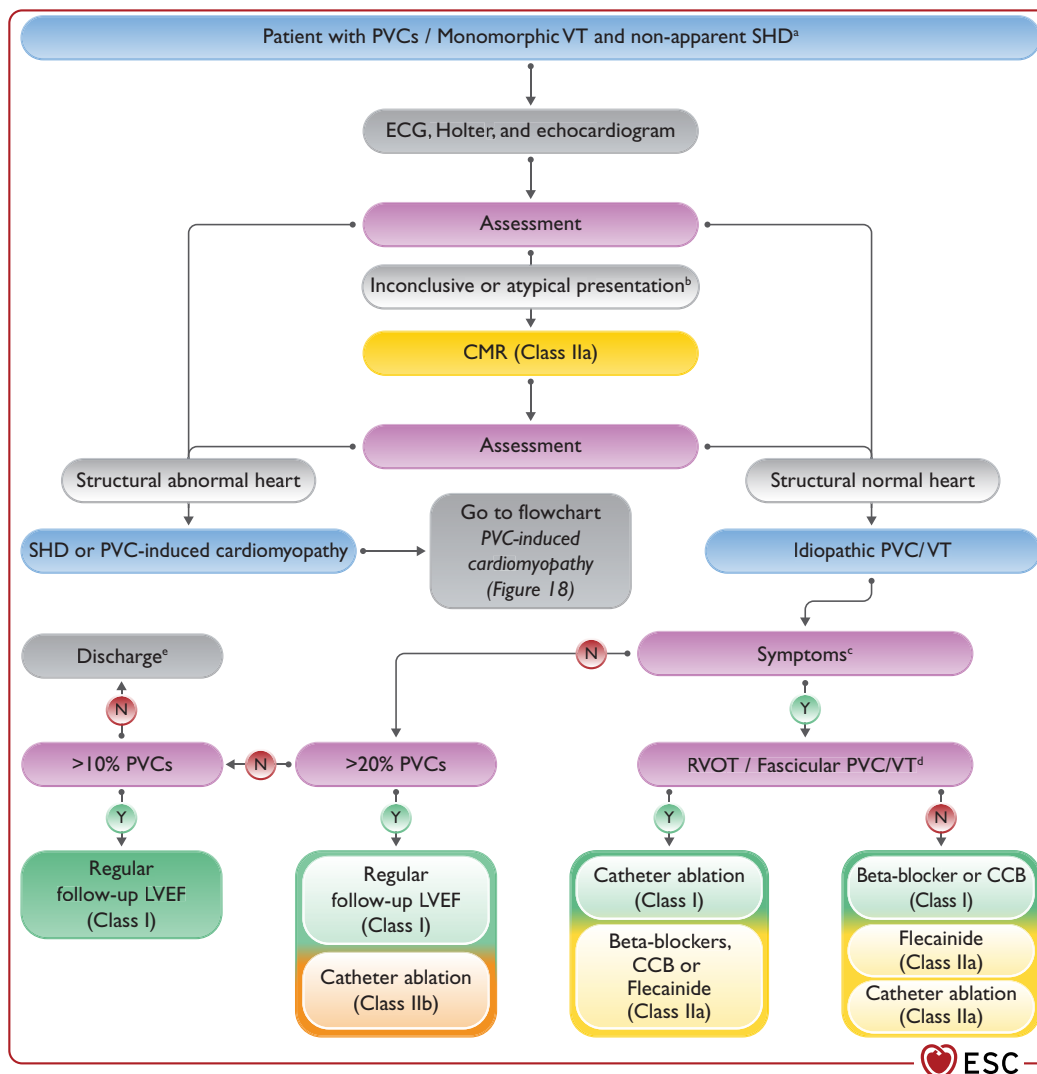 Patient with PVCs / Monomorphic VT and non-apparent SHDᵃ
ECG, Holter, and echocardiogram
Assessment
Inconclusive or atypical presentationᵇ
CMR (Class IIa)
Assessment
Structural abnormal heart
Structural normal heart
SHD or PVC-induced cardiomyopathy
Go to flowchart
PVC-induced
cardiomyopathy
(Figure 18)
Idiopathic PVC/VT
Dischargeᵉ
N
Symptomsᶜ
N
Y
>10% PVCs
N
>20% PVCs
RVOT / Fascicular PVC/VTᵈ
Y
Y
Y
N
Regular
follow-up LVEF
(Class I)
Regular
follow-up LVEF
(Class I)
Catheter ablation
(Class IIb)
Catheter ablation
(Class I)
Beta-blockers,
CCB or
Flecainide
(Class IIa)
Beta-blocker or CCB
(Class I)
Flecainide
(Class IIa)
Catheter ablation
(Class IIa)
ESC